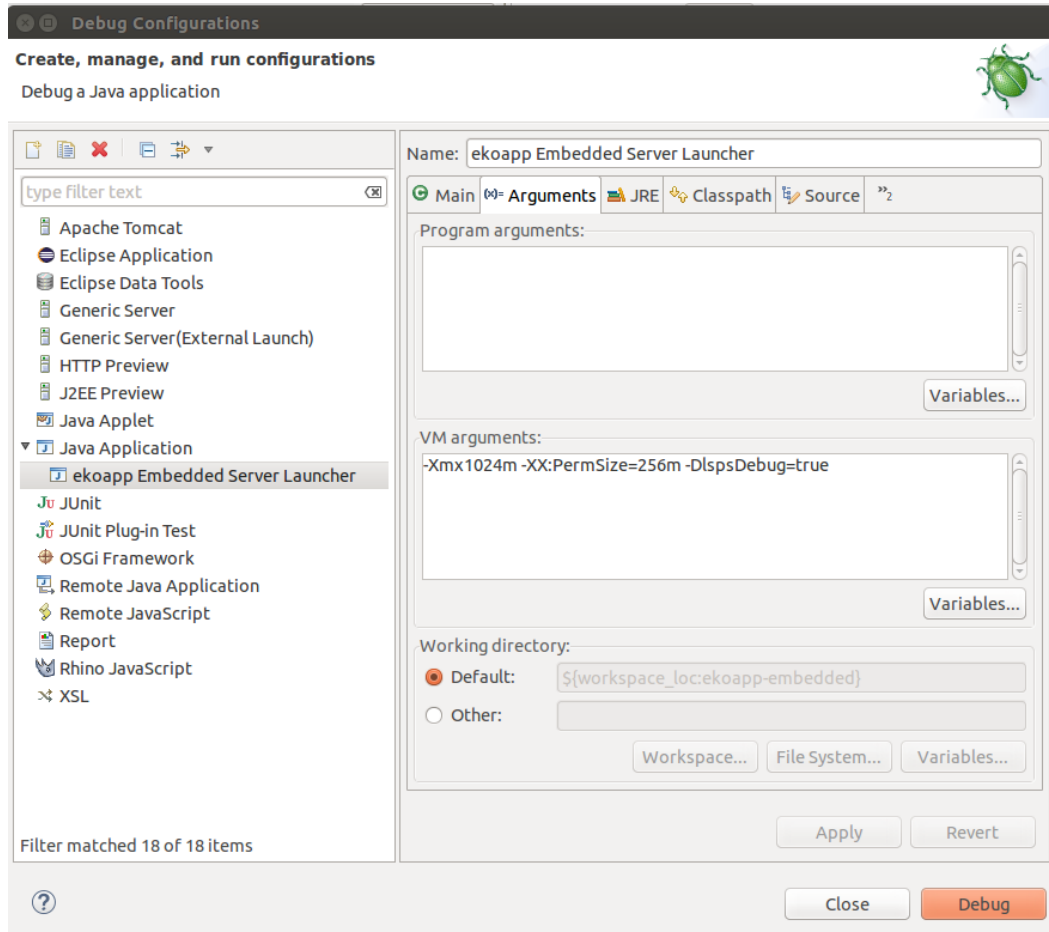 Debug Configurations
Create, manage, and run configurations
Debug a Java application
type filter text
Apache Tomcat
Eclipse Application
Eclipse Data Tools
Generic Server
Generic Server(External Launch)
HTTP Preview
J2EE Preview
Java Applet
Java Application
ekoapp Embedded Server Launcher
JUnit
JUnit Plug-in Test
OSGi Framework
Remote Java Application
Remote JavaScript
Report
Rhino JavaScript
XSL
Filter matched 18 of 18 items
Name: ekoapp Embedded Server Launcher
Main (x)= Arguments JRE Classpath Source »2
Program arguments:
Variables...
VM arguments:
-Xmx1024m -XX:PermSize=256m -DlspsDebug=true
Variables...
Working directory:
Default: ${workspace_loc:ekoapp-embedded}
Other:
Workspace... File System... Variables...
Apply Revert
? Close Debug